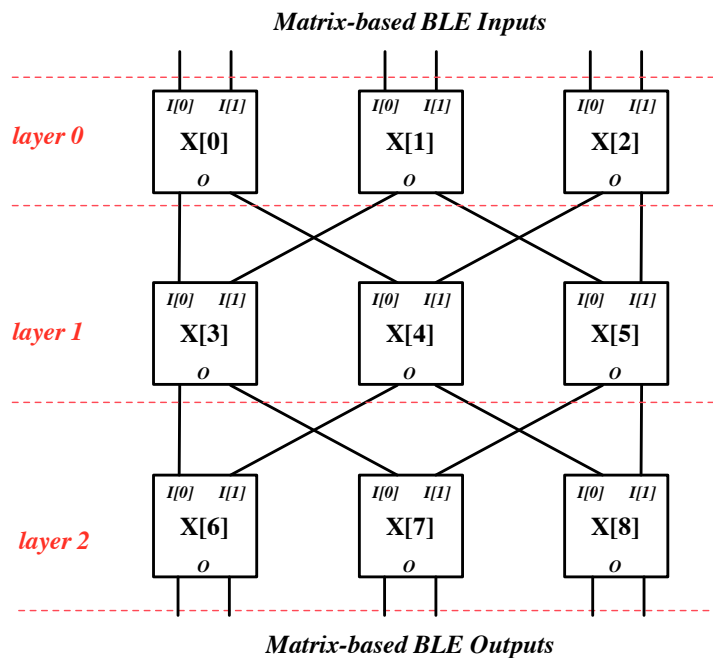 Matrix-based BLE Inputs
I[0] I[1] I[0] I[1] I[0] I[1]
layer 0 X[0] X[1] X[2]
O O O
I[0] I[1] I[0] I[1] I[0] I[1]
layer 1 X[3] X[4] X[5]
O O O
I[0] I[1] I[0] I[1] I[0] I[1]
layer 2 X[6] X[7] X[8]
O O O
Matrix-based BLE Outputs